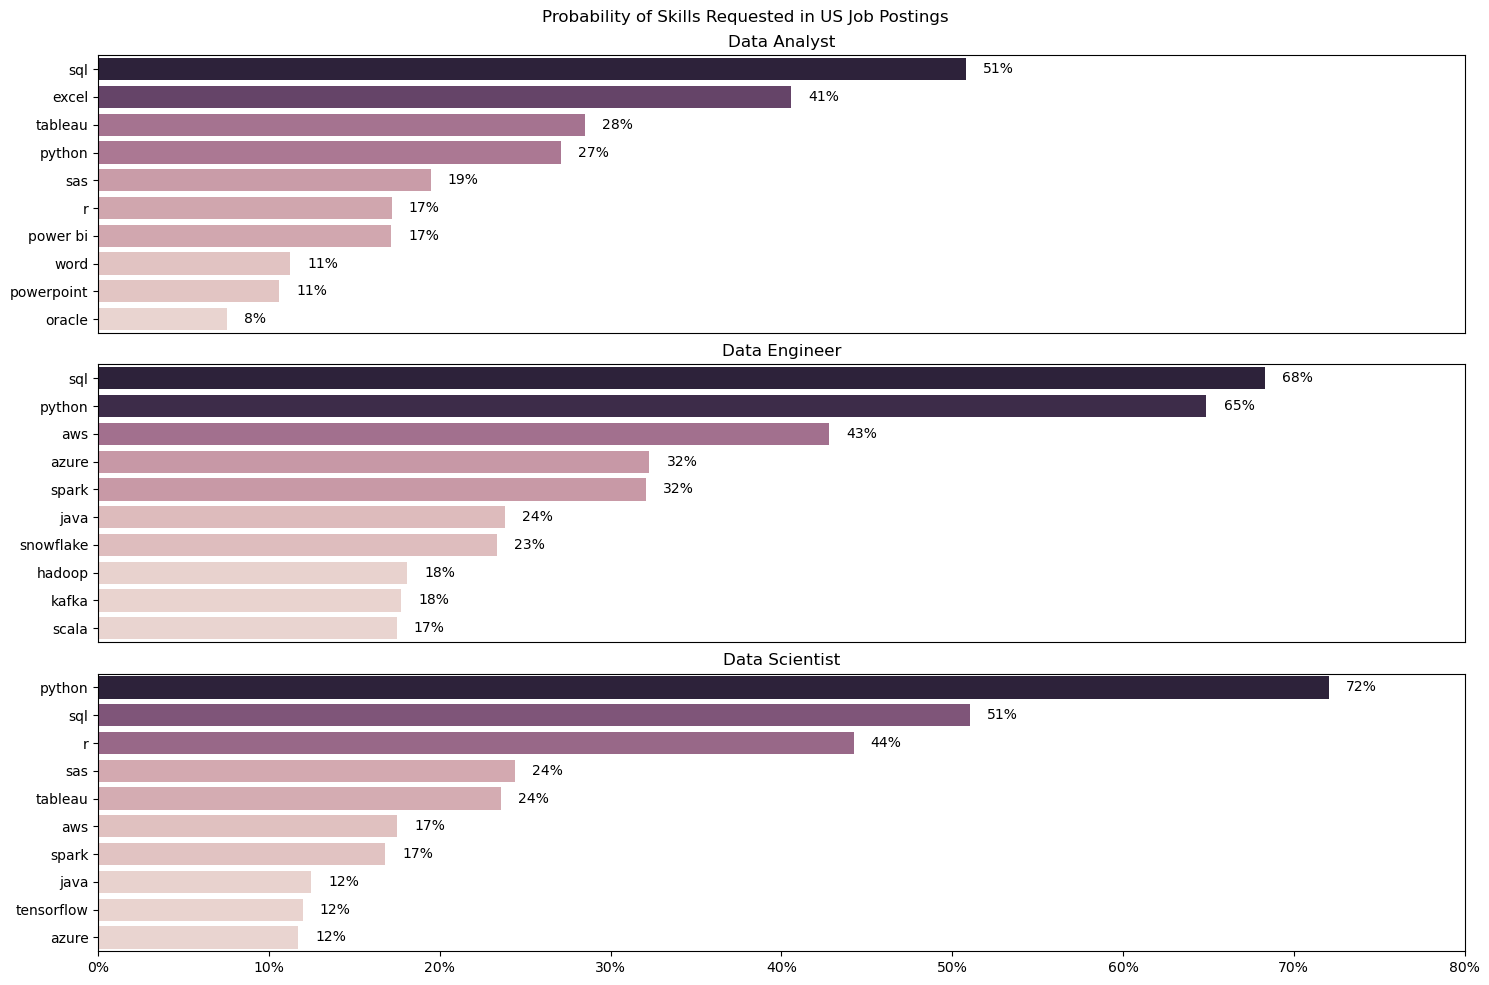 Probability of Skills Requested in US Job Postings
Data Analyst
sql 51%
excel 41%
tableau 28%
python 27%
sas 19%
r 17%
power bi 17%
word 11%
powerpoint 11%
oracle 8%
Data Engineer
sql 68%
python 65%
aws 43%
azure 32%
spark 32%
java 24%
snowflake 23%
hadoop 18%
kafka 18%
scala 17%
Data Scientist
python 72%
sql 51%
r 44%
sas 24%
tableau 24%
aws 17%
spark 17%
java 12%
tensorflow 12%
azure 12%
0% 10% 20% 30% 40% 50% 60% 70% 80%